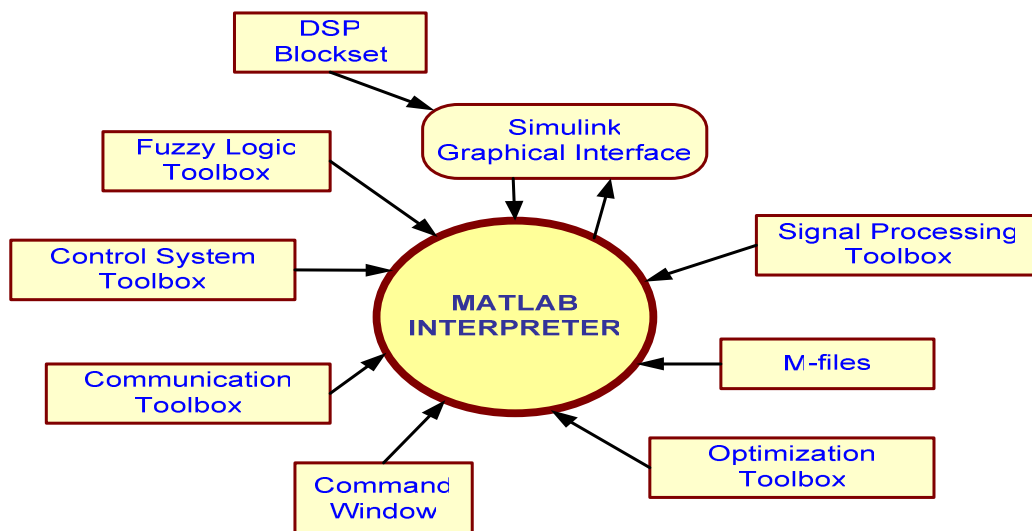 DSP
Blockset
Simulink
Graphical Interface
Fuzzy Logic
Toolbox
Signal Processing
Toolbox
Control System
Toolbox
MATLAB
INTERPRETER
M-files
Communication
Toolbox
Optimization
Toolbox
Command
Window